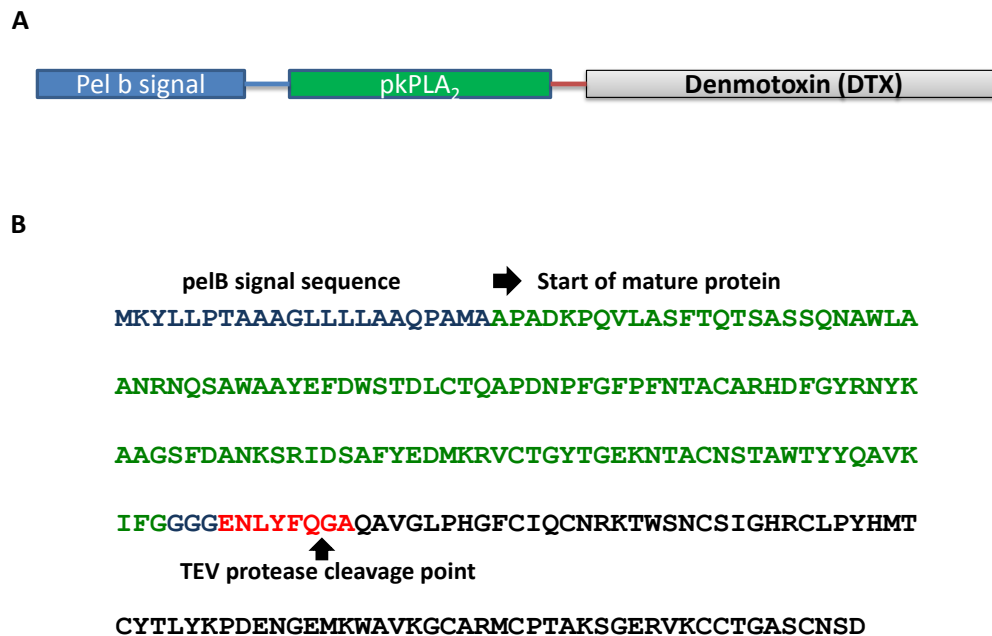 A
Pel b signal
pkPLA2
Denmotoxin (DTX)
B
pelB signal sequence
Start of mature protein
MKYLLPTAAAGLLLLAAQPAMAAPADKPQVLASFTQTSASSQNAWLA
ANRNQSAWAAYEFDWSTDLCTQAPDNPFGFPFNTACARHDFGYRNYK
AAGSFDANKSRIDSAFYEDMKRVCTGYTGEKNTACNSTAWTYYQAVK
IFGGGGENLYFQGAQAVGLPHGFCIQCNRKTWSNCSIGHRCLPYHMT
TEV protease cleavage point
CYTLYKPDENGEMKWAVKGCARMCPTAKSGERVKCCTGASCNSD